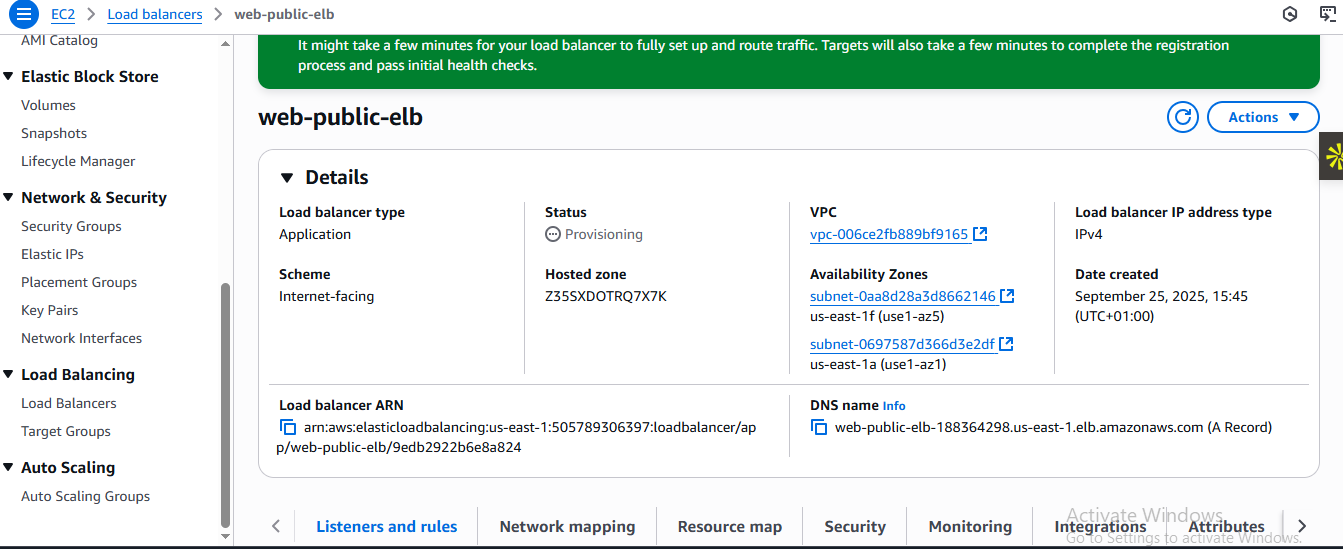 EC2 > Load balancers > web-public-elb
AMI Catalog
Elastic Block Store
Volumes
Snapshots
Lifecycle Manager
Network & Security
Security Groups
Elastic IPs
Placement Groups
Key Pairs
Network Interfaces
Load Balancing
Load Balancers
Target Groups
Auto Scaling
Auto Scaling Groups
It might take a few minutes for your load balancer to fully set up and route traffic. Targets will also take a few minutes to complete the registration
process and pass initial health checks.
web-public-elb
Actions
Details
Load balancer type
Application
Status
Provisioning
VPC
vpc-006ce2fb889bf9165
Load balancer IP address type
IPv4
Scheme
Internet-facing
Hosted zone
Z35SXDOTRQ7X7K
Availability Zones
subnet-0aa8d28a3d8662146
us-east-1f (use1-az5)
subnet-0697587d366d3e2df
us-east-1a (use1-az1)
Date created
September 25, 2025, 15:45
(UTC+01:00)
Load balancer ARN
arn:aws:elasticloadbalancing:us-east-1:505789306397:loadbalancer/ap
p/web-public-elb/9edb2922b6e8a824
DNS name Info
web-public-elb-188364298.us-east-1.elb.amazonaws.com (A Record)
Listeners and rules
Network mapping
Resource map
Security
Monitoring
Integrations
Attributes
Activate Windows
Go to Settings to activate Windows.